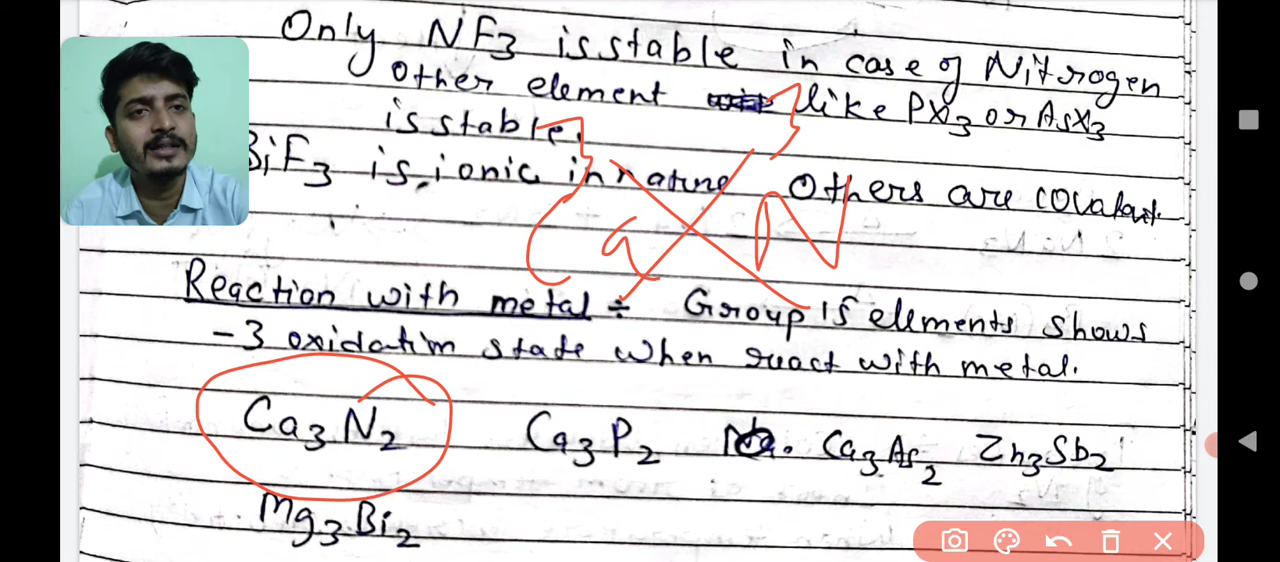 Only NF3 is stable in case of Nitrogen
other element like PX3 or AsX3
is stable.
BiF3 is ionic in nature Others are covalent.
Ca N
Reaction with metal ÷ Group 15 elements shows
-3 oxidation state when react with metal.
Ca3N2 Ca3P2 Ca3As2 Zn3Sb2
Mg3Bi2